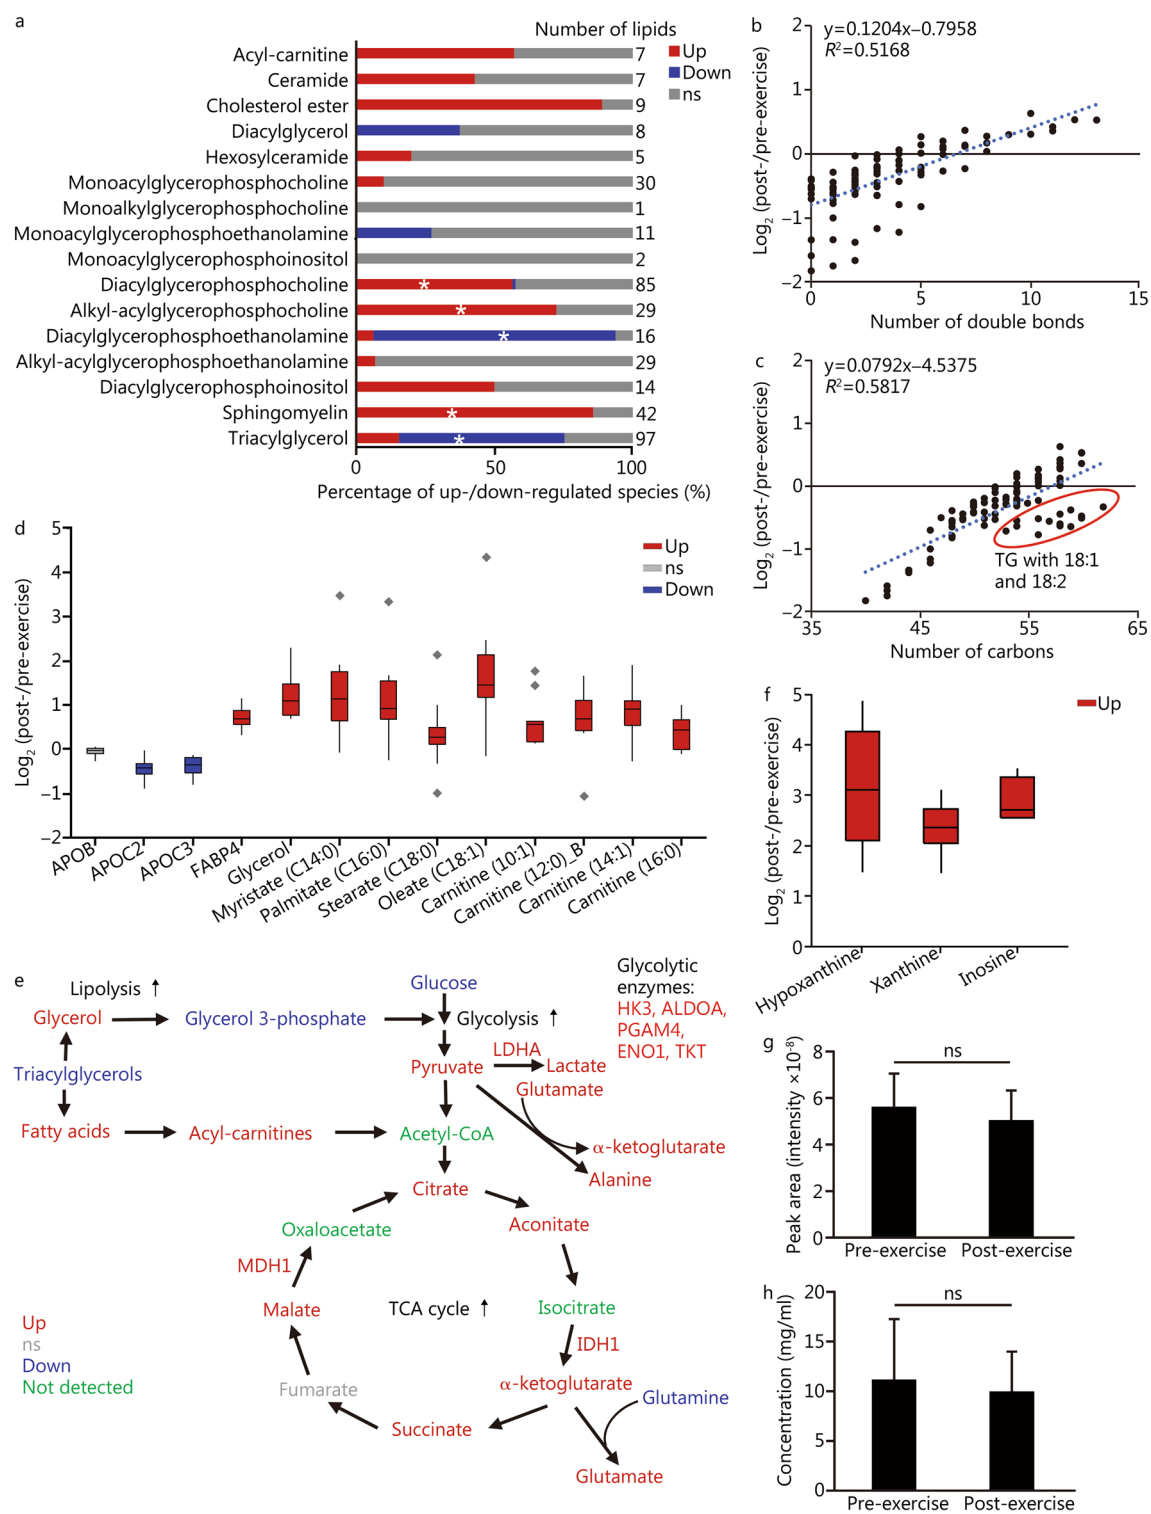 a
Number of lipids
Up
Down
ns
Acyl-carnitine 7
Ceramide 7
Cholesterol ester 9
Diacylglycerol 8
Hexosylceramide 5
Monoacylglycerophosphocholine 30
Monoalkylglycerophosphocholine 1
Monoacylglycerophosphoethanolamine 11
Monoacylglycerophosphoinositol 2
Diacylglycerophosphocholine * 85
Alkyl-acylglycerophosphocholine * 29
Diacylglycerophosphoethanolamine * 16
Alkyl-acylglycerophosphoethanolamine 29
Diacylglycerophosphoinositol 14
Sphingomyelin * 42
Triacylglycerol * 97
0 50 100
Percentage of up-/down-regulated species (%)
b
y=0.1204x−0.7958
R²=0.5168
Log₂ (post-/pre-exercise)
2
1
0
−1
−2
0 5 10 15
Number of double bonds
c
y=0.0792x−4.5375
R²=0.5817
Log₂ (post-/pre-exercise)
2
1
0
−1
−2
TG with 18:1
and 18:2
35 45 55 65
Number of carbons
d
Log₂ (post-/pre-exercise)
5
4
3
2
1
0
−1
−2
Up
ns
Down
APOB
APOC2
APOC3
FABP4
Glycerol
Myristate (C14:0)
Palmitate (C16:0)
Stearate (C18:0)
Oleate (C18:1)
Carnitine (10:1)
Carnitine (12:0)_B
Carnitine (14:1)
Carnitine (16:0)
f
Log₂ (post-/pre-exercise)
5
4
3
2
1
0
Up
Hypoxanthine
Xanthine
Inosine
e
Lipolysis ↑
Glucose
Glycolytic
enzymes:
HK3, ALDOA,
PGAM4,
ENO1, TKT
Glycerol
Glycerol 3-phosphate
Glycolysis ↑
Triacylglycerols
Pyruvate
LDHA
Lactate
Glutamate
Fatty acids
Acyl-carnitines
Acetyl-CoA
α-ketoglutarate
Alanine
Citrate
Oxaloacetate
Aconitate
MDH1
Malate
TCA cycle ↑
Isocitrate
IDH1
Fumarate
α-ketoglutarate
Glutamine
Succinate
Glutamate
Up
ns
Down
Not detected
g
Peak area (intensity ×10⁻⁸)
8
6
4
2
0
ns
Pre-exercise Post-exercise
h
Concentration (mg/ml)
20
15
10
5
0
ns
Pre-exercise Post-exercise